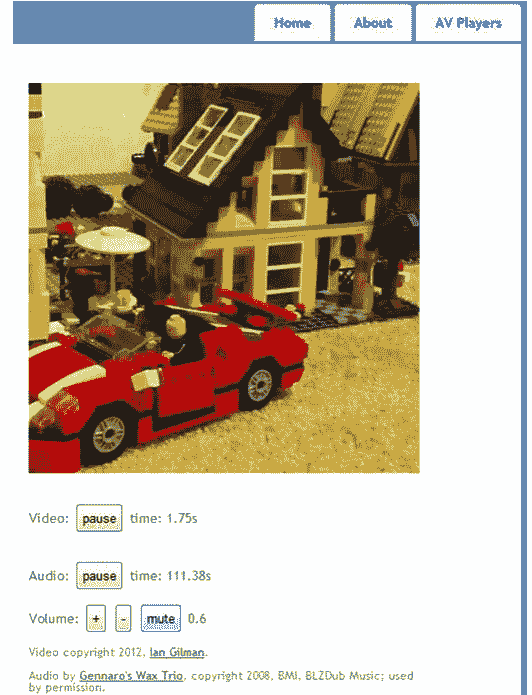 Home About AV Players
Video: pause time: 1.75s
Audio: pause time: 111.38s
Volume: + - mute 0.6
Video copyright 2012, Ian Gilman.
Audio by Gennaro's Wax Trio, copyright 2008, BMI, BLZDub Music; used
by permission.